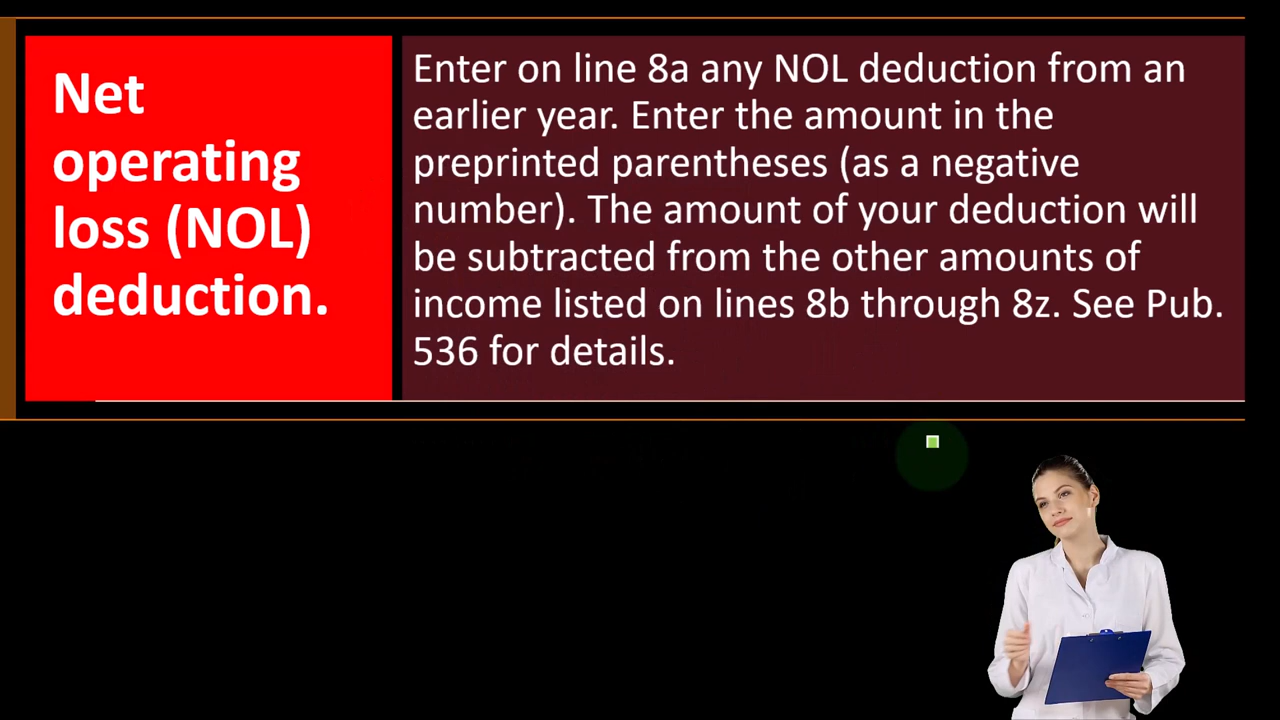 Net
operating
loss (NOL)
deduction.
Enter on line 8a any NOL deduction from an
earlier year. Enter the amount in the
preprinted parentheses (as a negative
number). The amount of your deduction will
be subtracted from the other amounts of
income listed on lines 8b through 8z. See Pub.
536 for details.